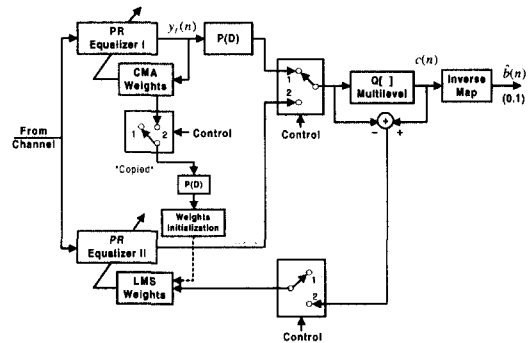 PR
Equalizer I
y_I(n)
P(D)
CMA
Weights
1
2
Control
"Copied"
P(D)
Weights
Initialization
From
Channel
PR
Equalizer II
LMS
Weights
1
2
Control
Q[ ]
Multilevel
c(n)
Inverse
Map
b̂(n)
(0,1)
−
+
+
1
2
Control